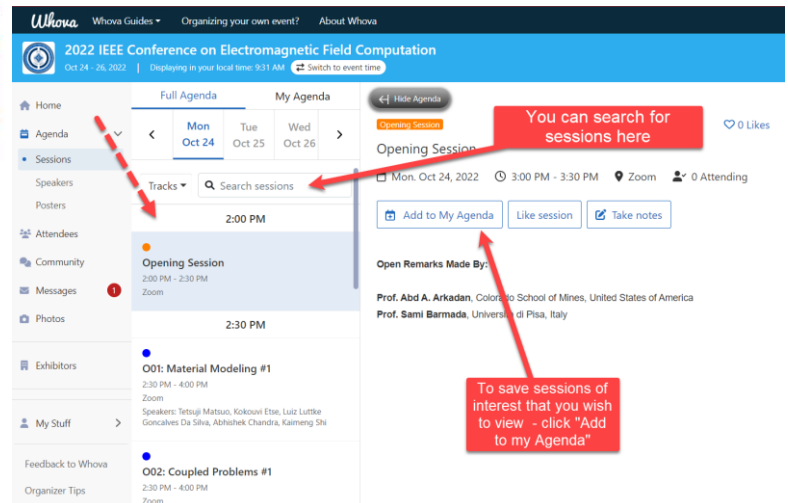 Whova Whova Guides Organizing your own event? About Whova
2022 IEEE Conference on Electromagnetic Field Computation
Oct 24 - 26, 2022 | Displaying in your local time: 9:31 AM Switch to event time
Home
Agenda
Sessions
Speakers
Posters
Attendees
Community
Messages 1
Photos
Exhibitors
My Stuff
Feedback to Whova
Organizer Tips
Full Agenda My Agenda
Mon Tue Wed
Oct 24 Oct 25 Oct 26
Tracks Search sessions
2:00 PM
Opening Session
2:00 PM - 2:30 PM
Zoom
2:30 PM
O01: Material Modeling #1
2:30 PM - 4:00 PM
Zoom
Speakers: Tetsuji Matsuo, Kokouvi Etse, Luiz Luttke
Goncalves Da Silva, Abhishek Chandra, Kaimeng Shi
O02: Coupled Problems #1
2:30 PM - 4:00 PM
Zoom
Hide Agenda
Opening Session
0 Likes
Opening Session
Mon. Oct 24, 2022 3:00 PM - 3:30 PM Zoom 0 Attending
Add to My Agenda Like session Take notes
Open Remarks Made By:
Prof. Abd A. Arkadan, Colorado School of Mines, United States of America
Prof. Sami Barmada, Universita di Pisa, Italy
You can search for
sessions here
To save sessions of
interest that you wish
to view - click "Add
to my Agenda"